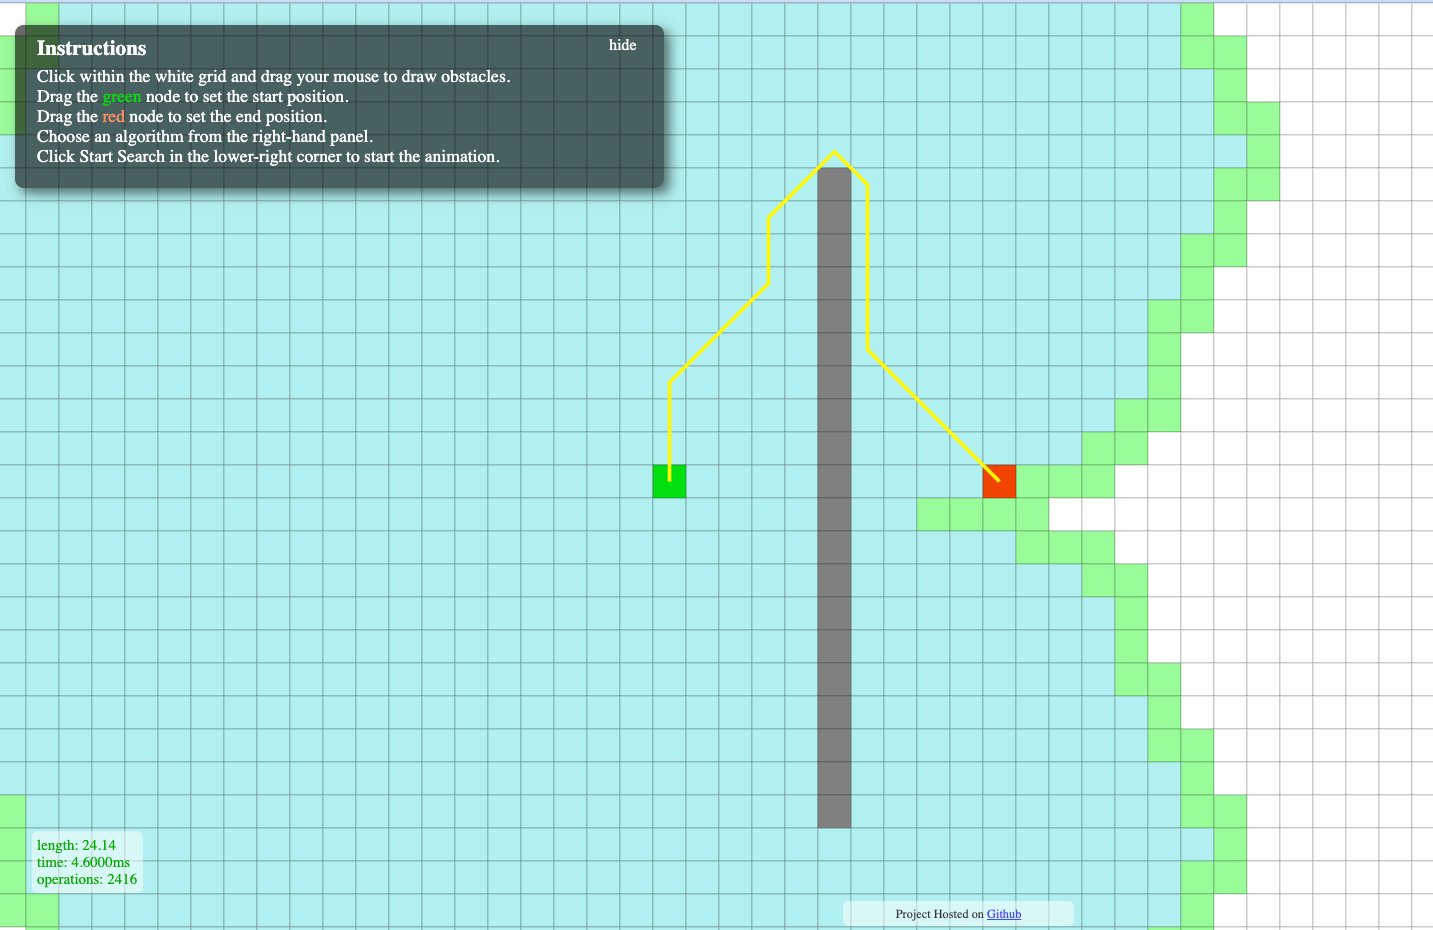 Instructions
hide
Click within the white grid and drag your mouse to draw obstacles.
Drag the green node to set the start position.
Drag the red node to set the end position.
Choose an algorithm from the right-hand panel.
Click Start Search in the lower-right corner to start the animation.
length: 24.14
time: 4.6000ms
operations: 2416
Project Hosted on Github